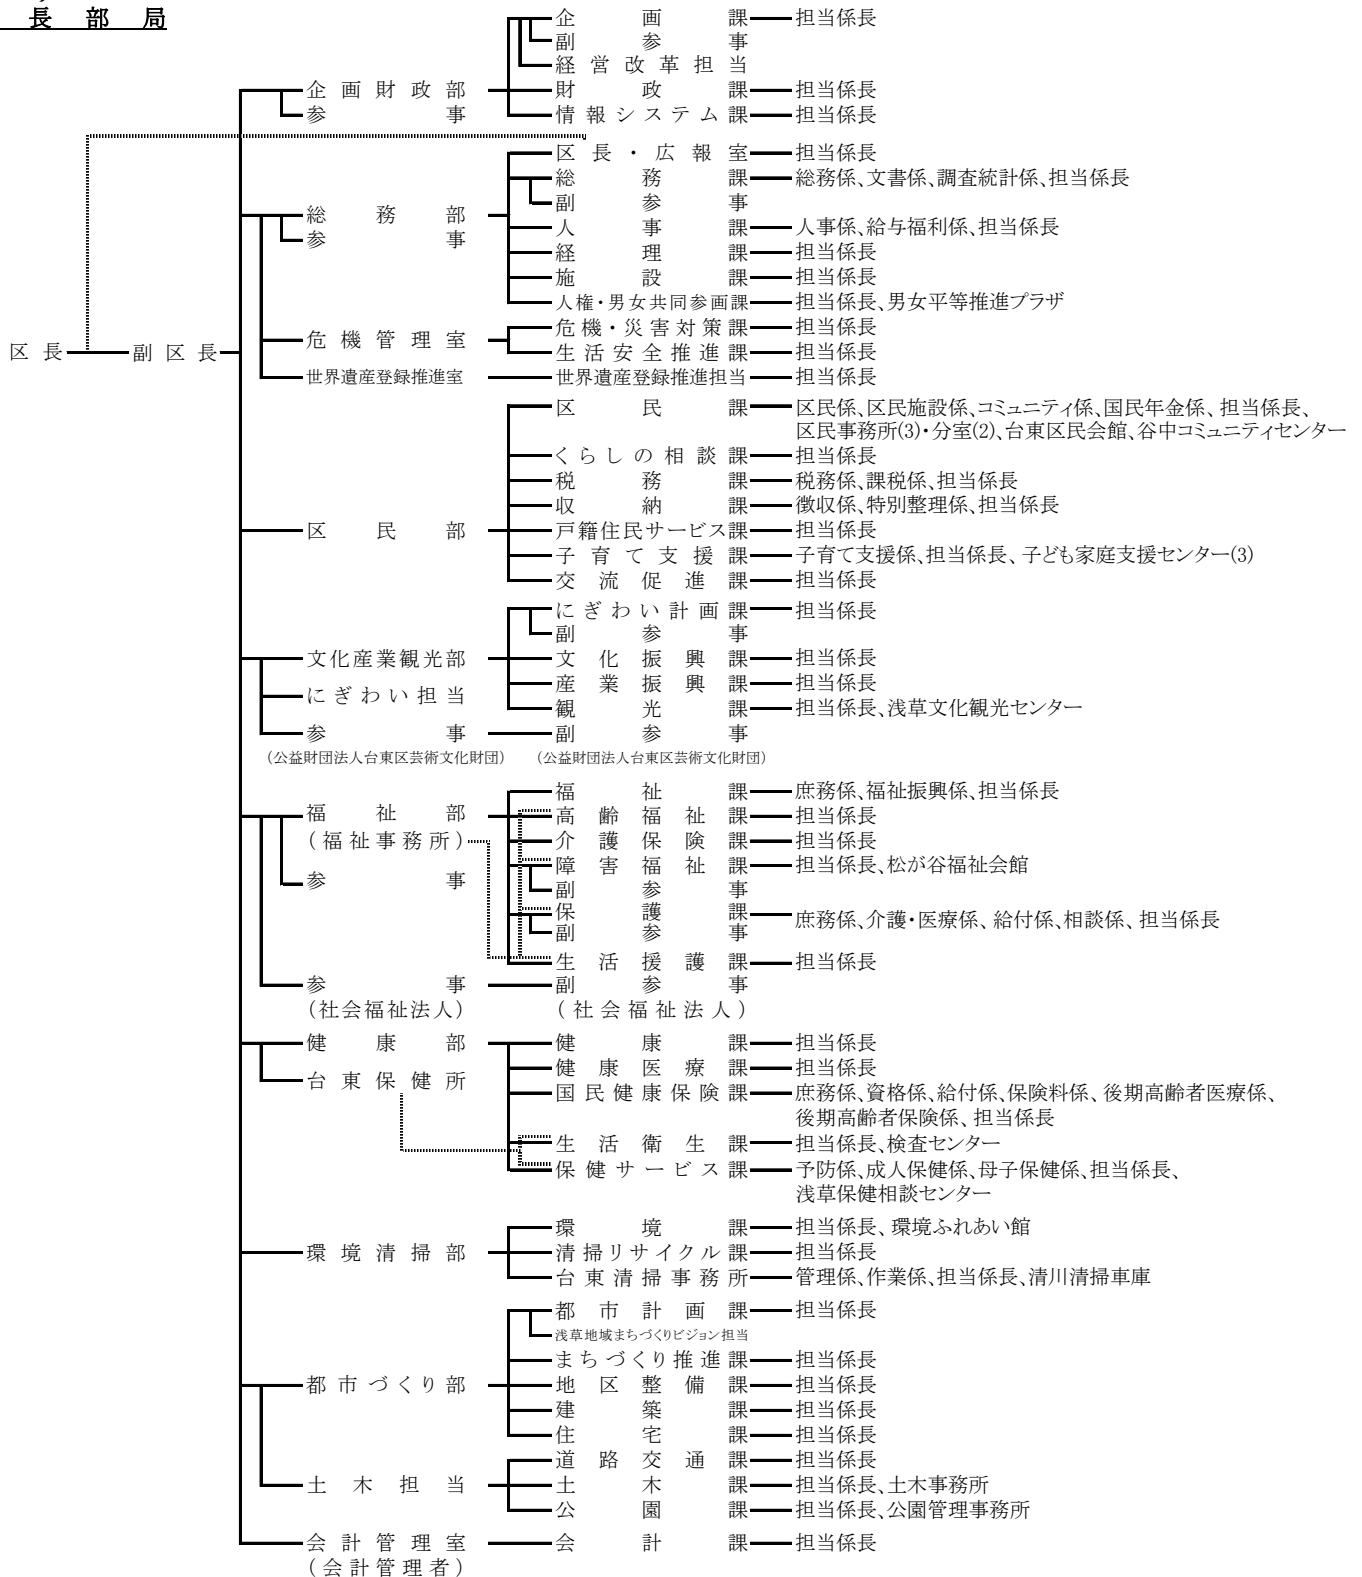 長 部 局
企画課 担当係長
副参事
経営改革担当
企画財政部 財政課 担当係長
参事 情報システム課 担当係長
区長・広報室 担当係長
総務課 総務係、文書係、調査統計係、担当係長
副参事
総務部
人事課 人事係、給与福利係、担当係長
参事
経理課 担当係長
施設課 担当係長
人権・男女共同参画課 担当係長、男女平等推進プラザ
危機・災害対策課 担当係長
危機管理室
区長 副区長 生活安全推進課 担当係長
世界遺産登録推進室 世界遺産登録推進担当 担当係長
区民課 区民係、区民施設係、コミュニティ係、国民年金係、担当係長、
区民事務所(3)・分室(2)、台東区民会館、谷中コミュニティセンター
くらしの相談課 担当係長
税務課 税務係、課税係、担当係長
収納課 徴収係、特別整理係、担当係長
区民部 戸籍住民サービス課 担当係長
子育て支援課 子育て支援係、担当係長、子ども家庭支援センター(3)
交流促進課 担当係長
にぎわい計画課 担当係長
副参事
文化産業観光部 文化振興課 担当係長
産業振興課 担当係長
にぎわい担当
観光課 担当係長、浅草文化観光センター
参事 副参事
(公益財団法人台東区芸術文化財団) (公益財団法人台東区芸術文化財団)
福祉課 庶務係、福祉振興係、担当係長
福祉部 高齢福祉課 担当係長
(福祉事務所) 介護保険課 担当係長
障害福祉課 担当係長、松が谷福祉会館
参事 副参事
保護課 庶務係、介護・医療係、給付係、相談係、担当係長
副参事
生活援護課 担当係長
参事 副参事
(社会福祉法人) (社会福祉法人)
健康部 健康課 担当係長
健康医療課 担当係長
台東保健所
国民健康保険課 庶務係、資格係、給付係、保険料係、後期高齢者医療係、
後期高齢者保険係、担当係長
生活衛生課 担当係長、検査センター
保健サービス課 予防係、成人保健係、母子保健係、担当係長、
浅草保健相談センター
環境課 担当係長、環境ふれあい館
環境清掃部 清掃リサイクル課 担当係長
台東清掃事務所 管理係、作業係、担当係長、清川清掃車庫
都市計画課 担当係長
浅草地域まちづくりビジョン担当
まちづくり推進課 担当係長
都市づくり部 地区整備課 担当係長
建築課 担当係長
住宅課 担当係長
道路交通課 担当係長
土木担当 土木課 担当係長、土木事務所
公園課 担当係長、公園管理事務所
会計管理室 会計課 担当係長
(会計管理者)